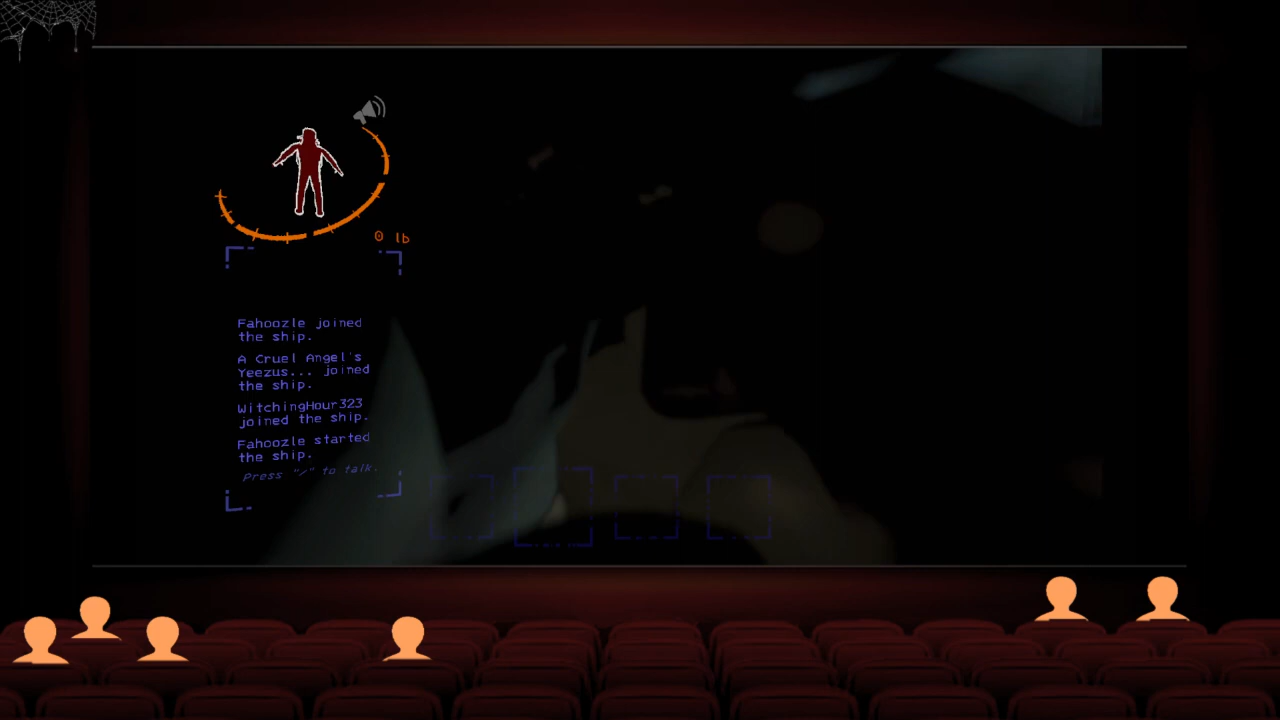 0 lb
Fahoozle joined
the ship.
A Cruel Angel's
Yeezus... joined
the ship.
WitchingHour323
joined the ship.
Fahoozle started
the ship.
Press "/" to talk.